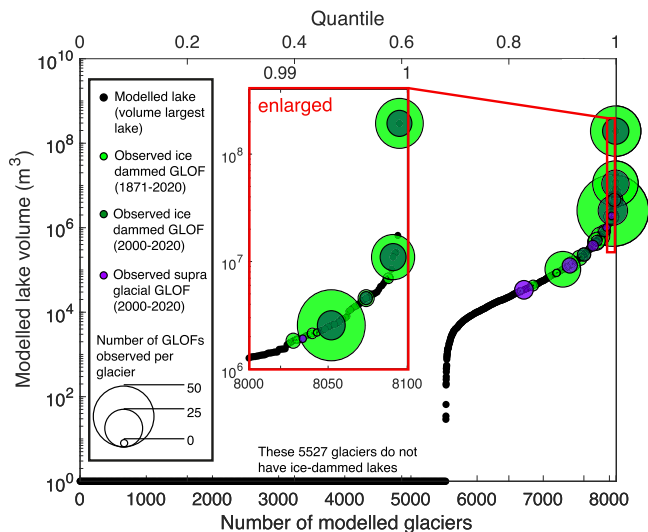 Quantile
0 0.2 0.4 0.6 0.8 1
0.99 1
10^10
10^8
10^6
10^4
10^2
10^0
Modelled lake volume (m^3)
Modelled lake
(volume largest
lake)
Observed ice
dammed GLOF
(1871-2020)
Observed ice
dammed GLOF
(2000-2020)
Observed supra
glacial GLOF
(2000-2020)
Number of GLOFs
observed per
glacier
50
25
0
enlarged
10^8
10^7
10^6
8000 8050 8100
These 5527 glaciers do not
have ice-dammed lakes
0 1000 2000 3000 4000 5000 6000 7000 8000
Number of modelled glaciers